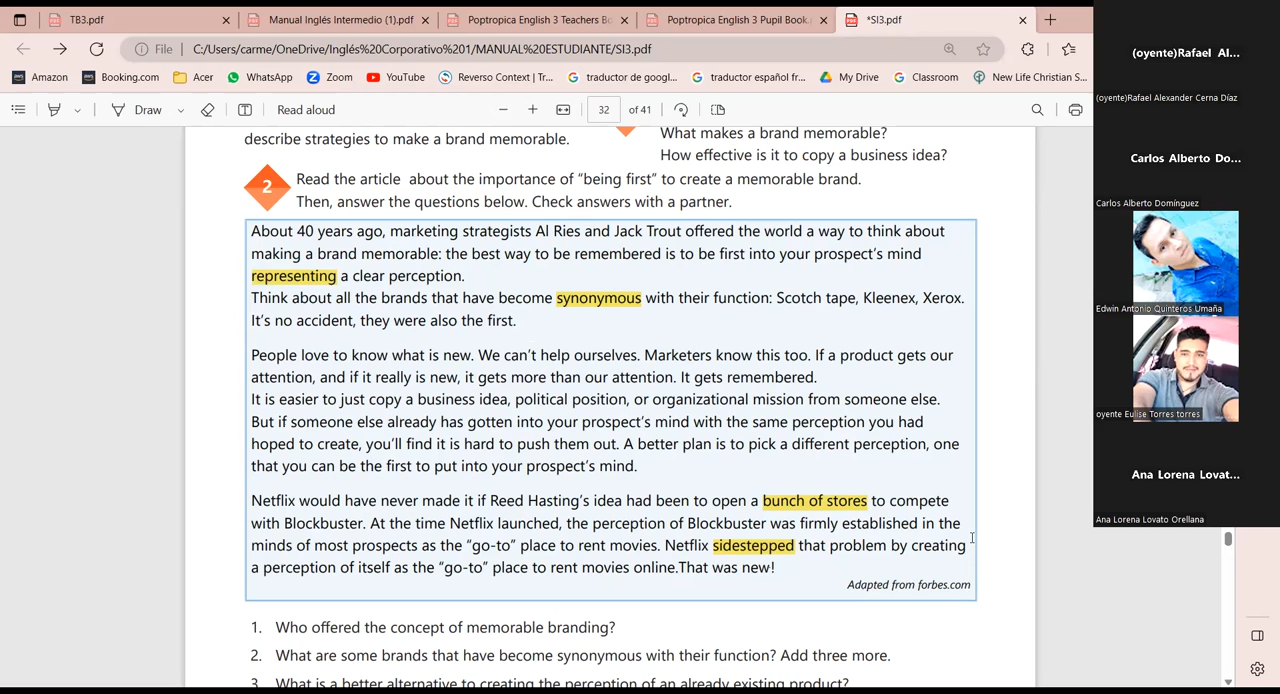 TB3.pdf
Manual Inglés Intermedio (1).pdf
Poptropica English 3 Teachers Bo
Poptropica English 3 Pupil Book.
*SI3.pdf
File
C:/Users/carme/OneDrive/Inglés%20Corporativo%201/MANUAL%20ESTUDIANTE/SI3.pdf
Amazon
Booking.com
Acer
WhatsApp
Zoom
YouTube
Reverso Context | Tr...
traductor de googl...
traductor español fr...
My Drive
Classroom
New Life Christian S...
Draw
Read aloud
32
of 41
describe strategies to make a brand memorable.
What makes a brand memorable?
How effective is it to copy a business idea?
2
Read the article about the importance of “being first” to create a memorable brand.
Then, answer the questions below. Check answers with a partner.
About 40 years ago, marketing strategists Al Ries and Jack Trout offered the world a way to think about
making a brand memorable: the best way to be remembered is to be first into your prospect’s mind
representing a clear perception.
Think about all the brands that have become synonymous with their function: Scotch tape, Kleenex, Xerox.
It’s no accident, they were also the first.
People love to know what is new. We can’t help ourselves. Marketers know this too. If a product gets our
attention, and if it really is new, it gets more than our attention. It gets remembered.
It is easier to just copy a business idea, political position, or organizational mission from someone else.
But if someone else already has gotten into your prospect’s mind with the same perception you had
hoped to create, you’ll find it is hard to push them out. A better plan is to pick a different perception, one
that you can be the first to put into your prospect’s mind.
Netflix would have never made it if Reed Hasting’s idea had been to open a bunch of stores to compete
with Blockbuster. At the time Netflix launched, the perception of Blockbuster was firmly established in the
minds of most prospects as the “go-to” place to rent movies. Netflix sidestepped that problem by creating
a perception of itself as the “go-to” place to rent movies online.That was new!
Adapted from forbes.com
1. Who offered the concept of memorable branding?
2. What are some brands that have become synonymous with their function? Add three more.
3. What is a better alternative to creating the perception of an already existing product?
(oyente)Rafael Al...
(oyente)Rafael Alexander Cerna Díaz
Carlos Alberto Do...
Carlos Alberto Domínguez
Edwin Antonio Quinteros Umaña
oyente Eulise Torres torres
Ana Lorena Lovat...
Ana Lorena Lovato Orellana